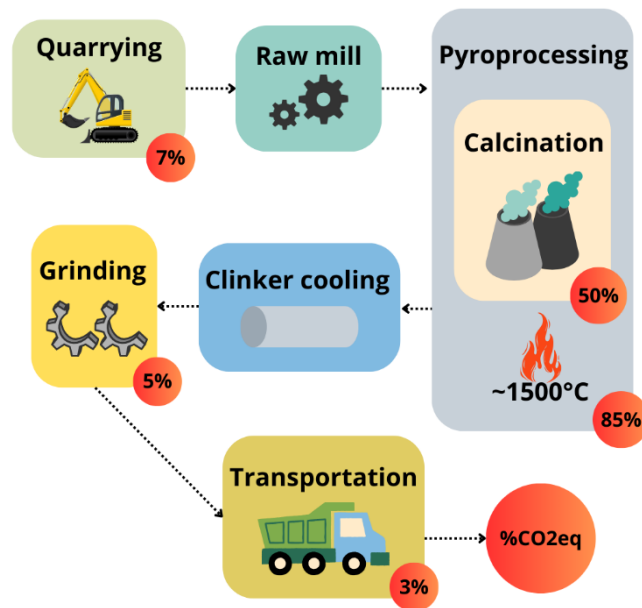 Quarrying
7%
Raw mill
Pyroprocessing
Calcination
50%
~1500°C
85%
Clinker cooling
Grinding
5%
Transportation
3%
%CO2eq